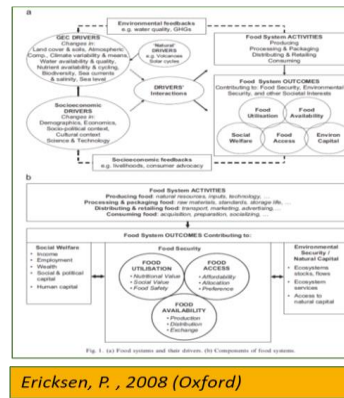 a
Environmental feedbacks
e.g. water quality, GHGs
GEC DRIVERS
Changes in:
Land cover & soils, Atmospheric
Comp., Climate variability & means,
Water availability & quality,
Nutrient availability & cycling,
Biodiversity, Sea currents
& salinity, Sea level
'Natural'
DRIVERS
e.g. Volcanoes
Solar cycles
DRIVERS'
Interactions
Socioeconomic
DRIVERS
Changes in:
Demographics, Economics,
Socio-political context,
Cultural context
Science & Technology
Socioeconomic feedbacks
e.g. livelihoods, consumer advocacy
Food System ACTIVITIES
Producing
Processing & Packaging
Distributing & Retailing
Consuming
Food System OUTCOMES
Contributing to: Food Security, Environmental
Security, and other Societal Interests
Food
Utilisation
Food
Availability
Social
Welfare
Food
Access
Environ
Capital
b
Food System ACTIVITIES
Producing food: natural resources, inputs, technology, ...
Processing & packaging food: raw materials, standards, storage life, ...
Distributing & retailing food: transport, marketing, advertising, ...
Consuming food: acquisition, preparation, socializing, ...
Food System OUTCOMES Contributing to:
Social Welfare
• Income
• Employment
• Wealth
• Social & political
capital
• Human capital
Food Security
FOOD
UTILISATION
• Nutritional Value
• Social Value
• Food Safety
FOOD
ACCESS
• Affordability
• Allocation
• Preference
FOOD
AVAILABILITY
• Production
• Distribution
• Exchange
Environmental
Security /
Natural Capital
• Ecosystems
stocks, flows
• Ecosystem
services
• Access to
natural capital
Fig. 1. (a) Food systems and their drivers. (b) Components of food systems.
Ericksen, P. , 2008 (Oxford)